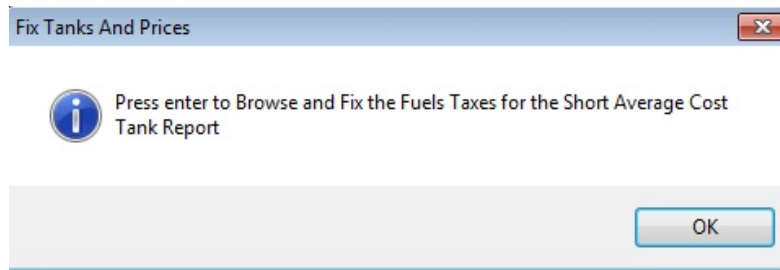 Fix Tanks And Prices
Press enter to Browse and Fix the Fuels Taxes for the Short Average Cost
Tank Report
OK